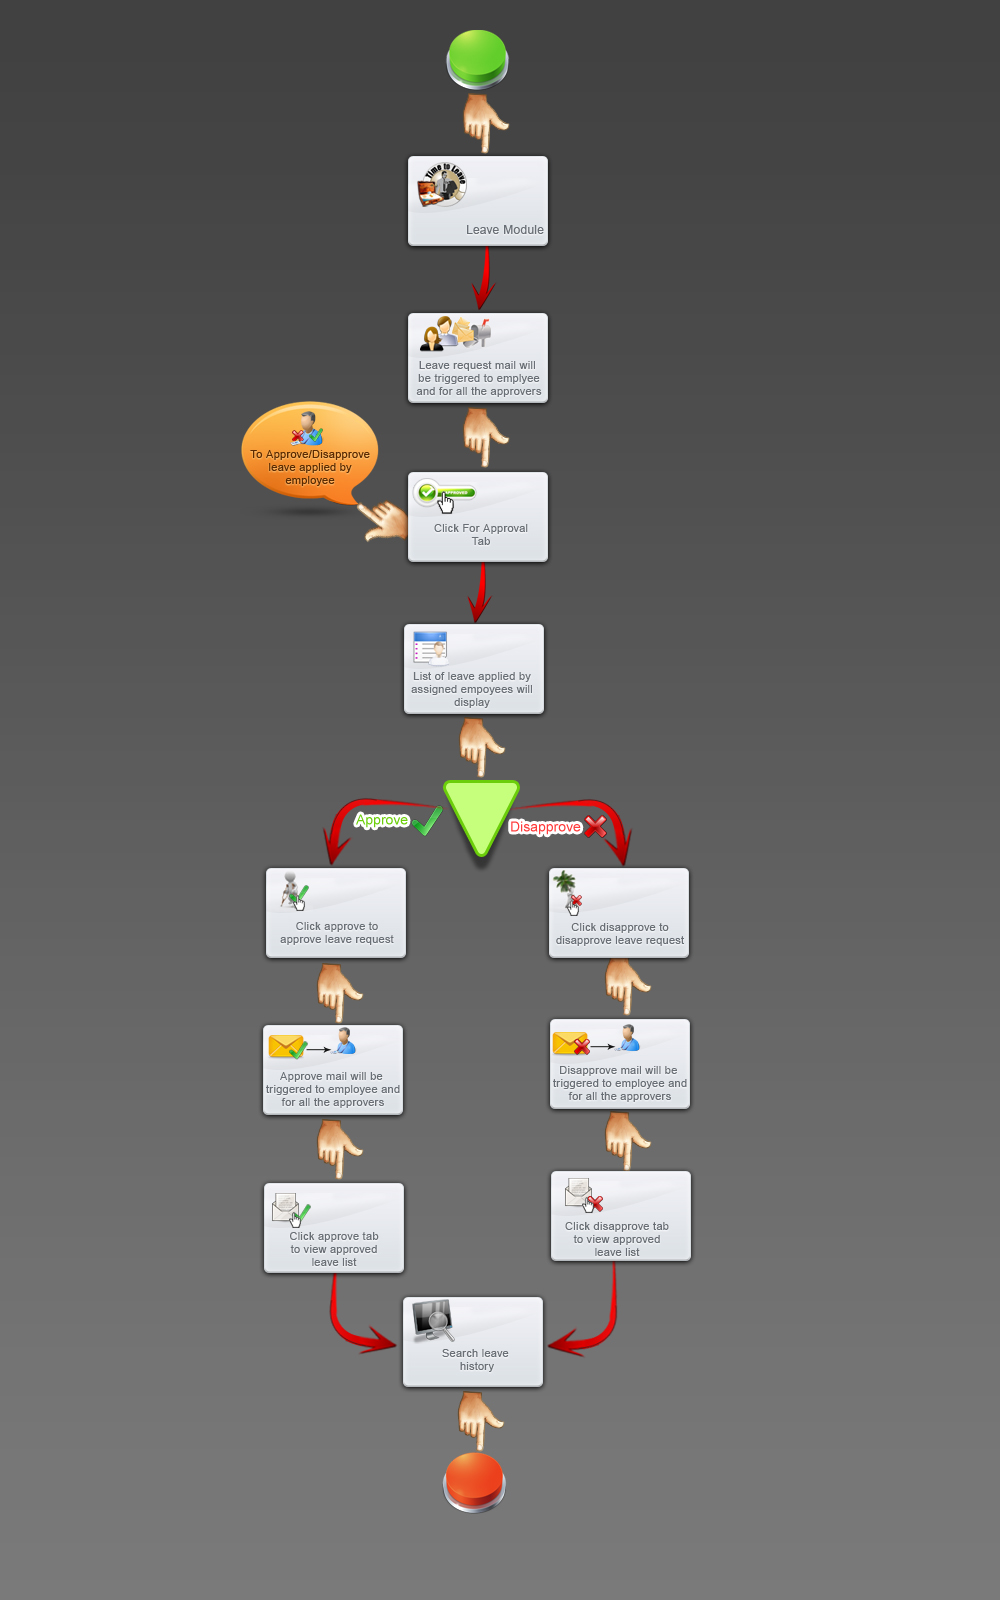 Time to Leave
Leave Module
Leave request mail will
be triggered to emplyee
and for all the approvers
To Approve/Disapprove
leave applied by
employee
Click For Approval
Tab
List of leave applied by
assigned empoyees will
display
Approve
Disapprove
Click approve to
approve leave request
Click disapprove to
disapprove leave request
Approve mail will be
triggered to employee and
for all the approvers
Disapprove mail will be
triggered to employee and
for all the approvers
Click approve tab
to view approved
leave list
Click disapprove tab
to view approved
leave list
Search leave
history